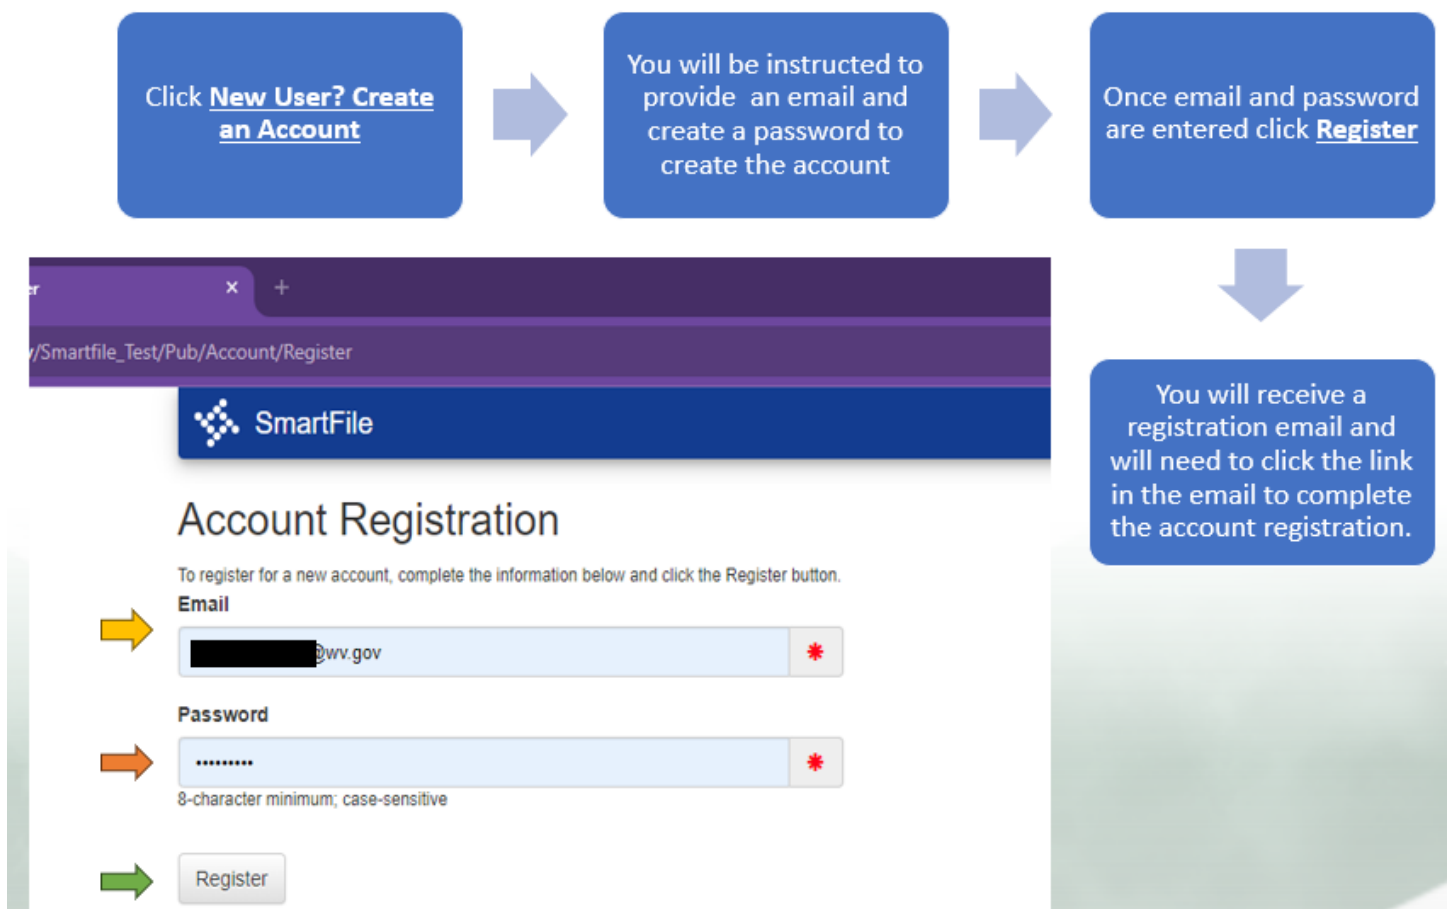 Click New User? Create
an Account
You will be instructed to
provide an email and
create a password to
create the account
Once email and password
are entered click Register
You will receive a
registration email and
will need to click the link
in the email to complete
the account registration.
er
/Smartfile_Test/Pub/Account/Register
SmartFile
Account Registration
To register for a new account, complete the information below and click the Register button.
Email
@wv.gov
Password
•••••••••
8-character minimum; case-sensitive
Register